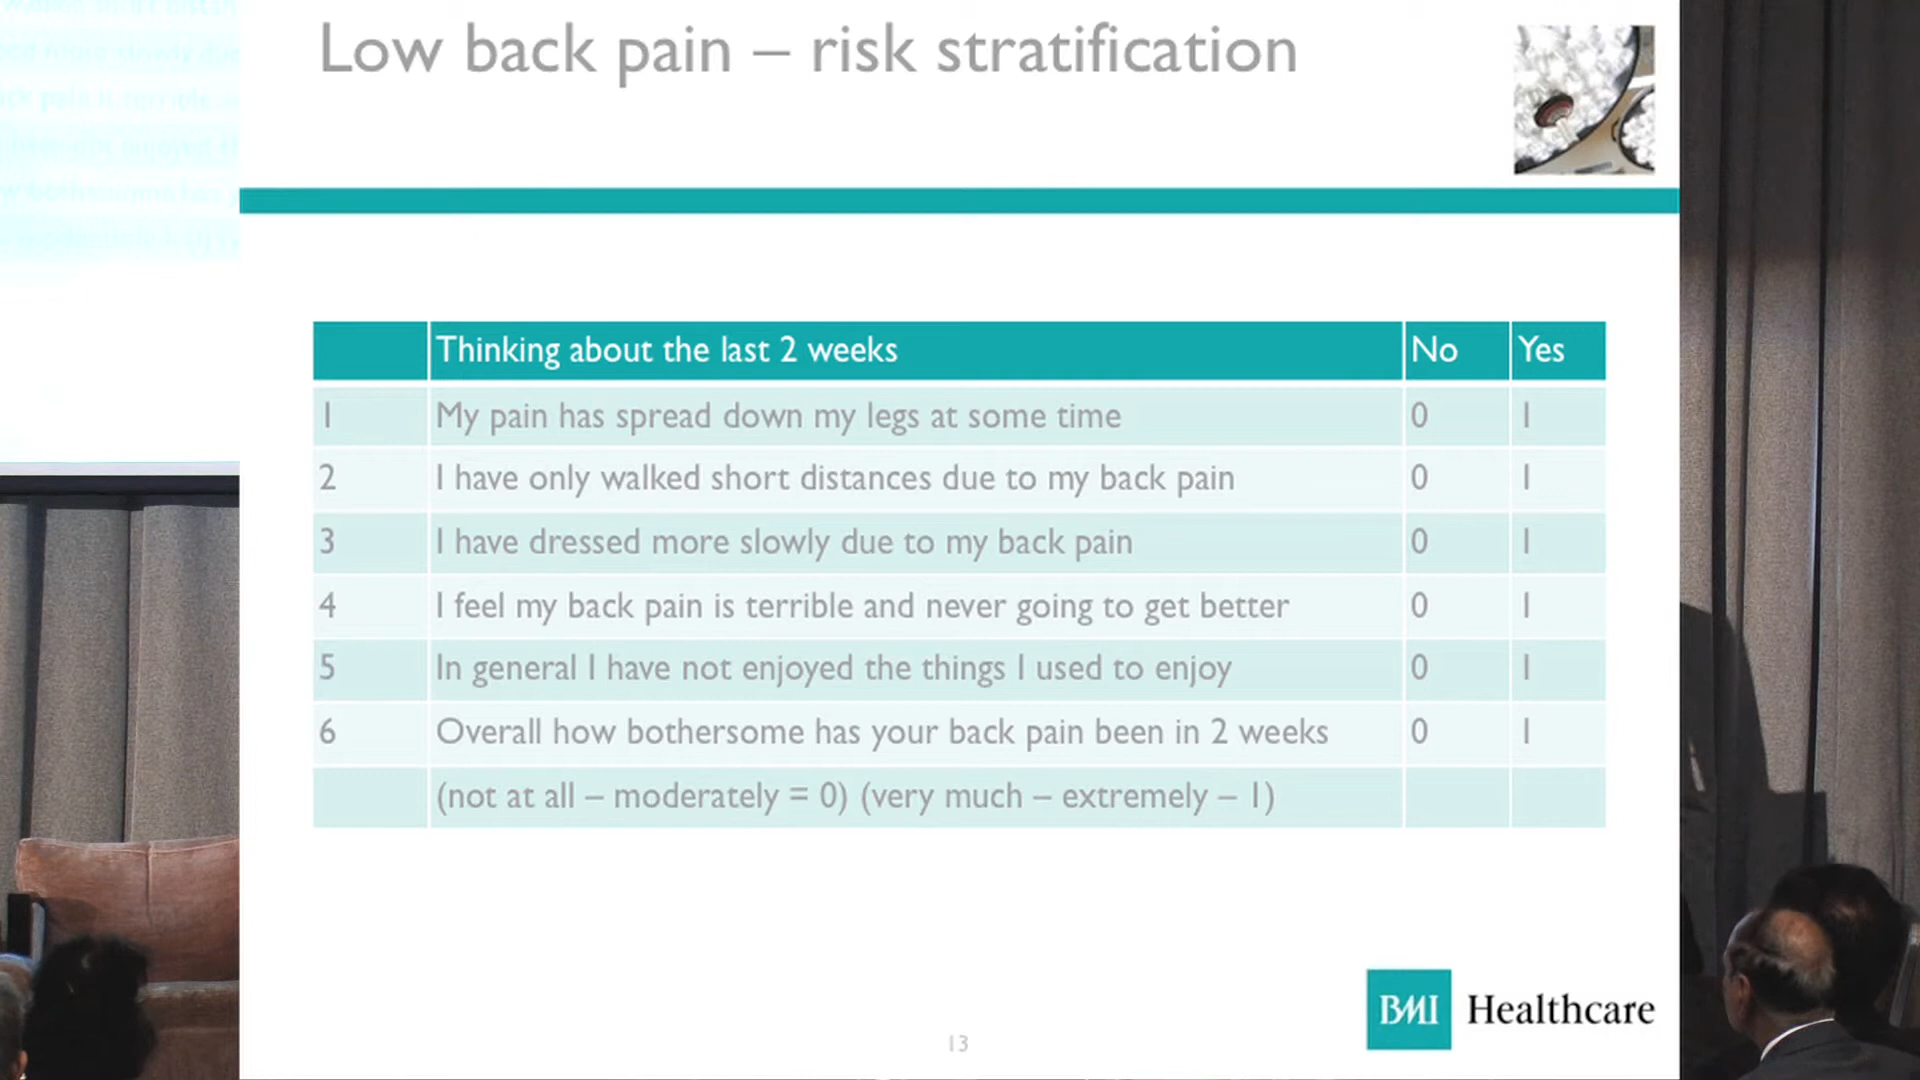 Low back pain – risk stratification
Thinking about the last 2 weeks No Yes
1 My pain has spread down my legs at some time 0 1
2 I have only walked short distances due to my back pain 0 1
3 I have dressed more slowly due to my back pain 0 1
4 I feel my back pain is terrible and never going to get better 0 1
5 In general I have not enjoyed the things I used to enjoy 0 1
6 Overall how bothersome has your back pain been in 2 weeks 0 1
(not at all – moderately = 0) (very much – extremely – 1)
BMI Healthcare
13